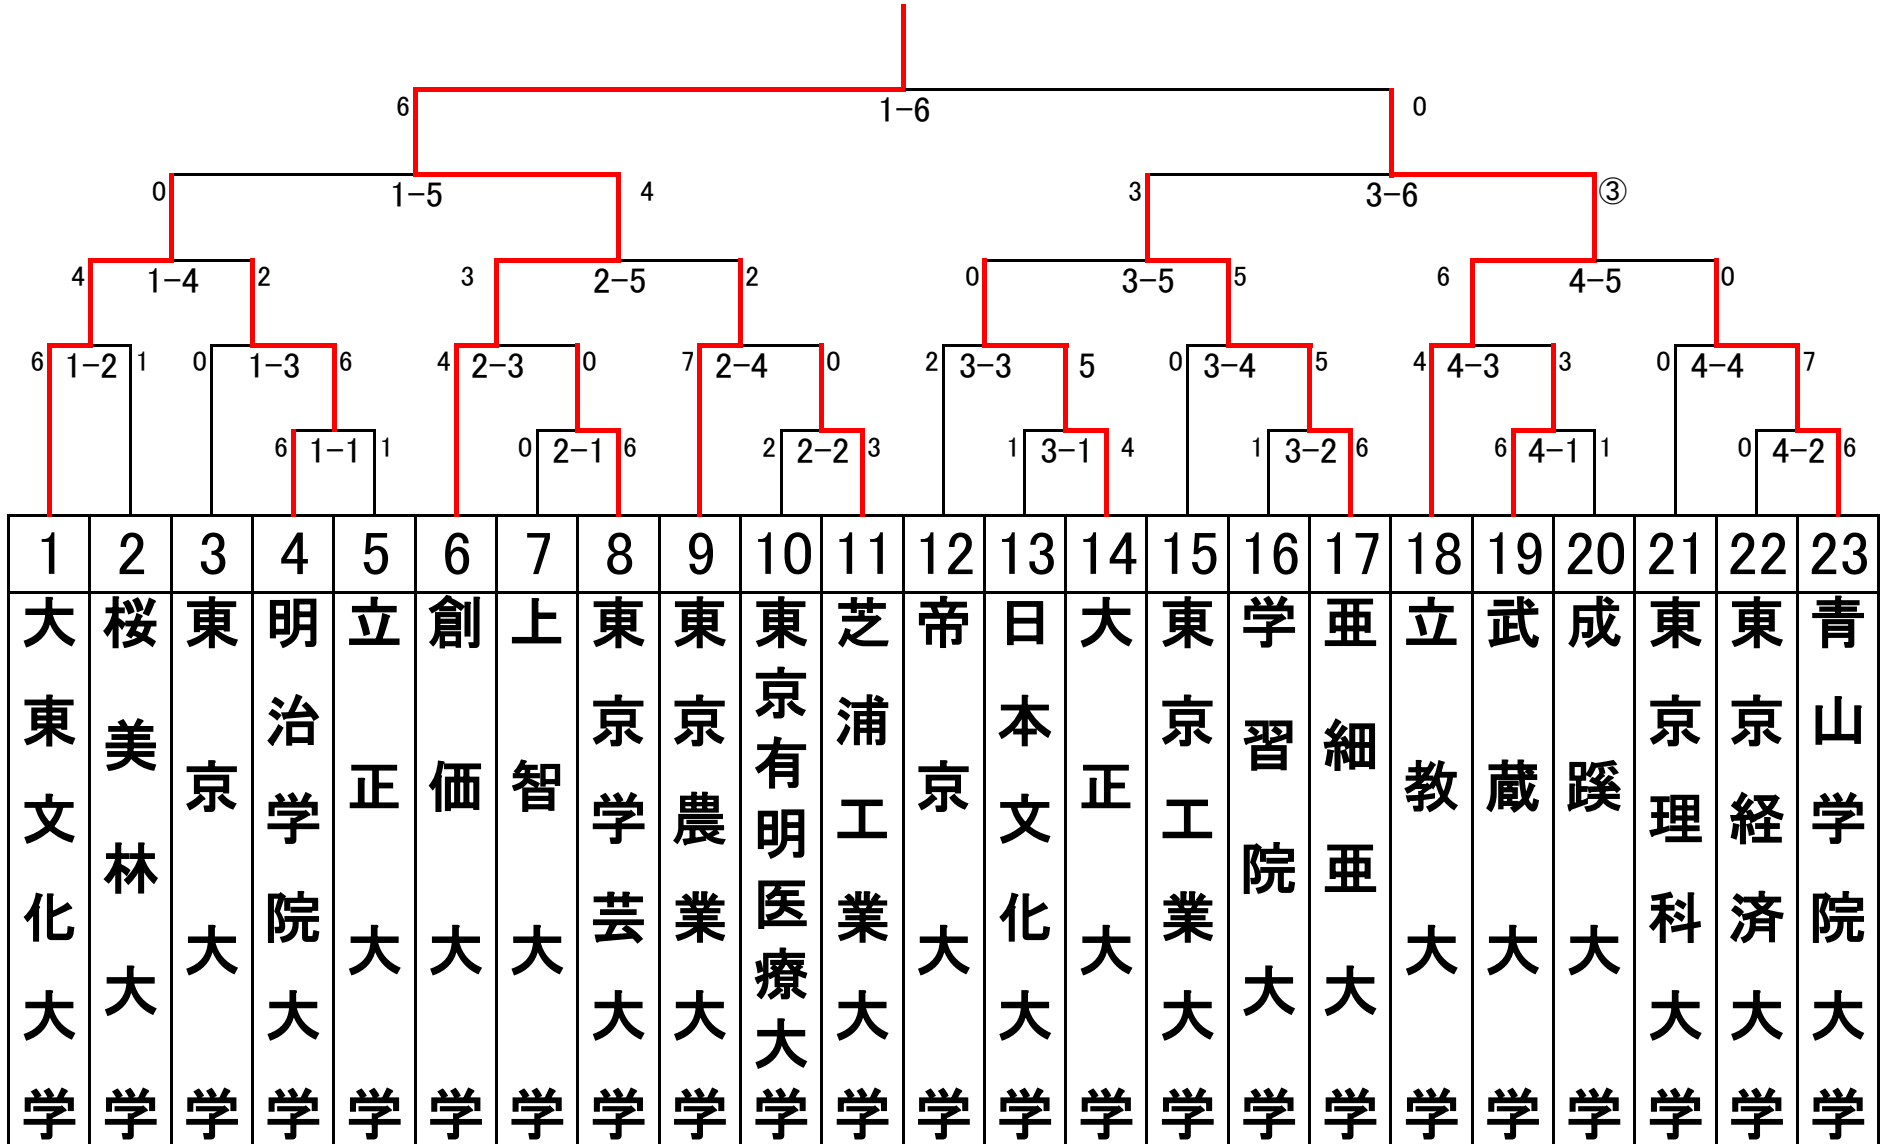 6 1-6 0
0 1-5 4 3 3-6 ③
4 1-4 2 3 2-5 2 0 3-5 5 6 4-5 0
6 1-2 1 0 1-3 6 4 2-3 0 7 2-4 0 2 3-3 5 0 3-4 5 4 4-3 3 0 4-4 7
6 1-1 1 0 2-1 6 2 2-2 3 1 3-1 4 1 3-2 6 6 4-1 1 0 4-2 6
1 2 3 4 5 6 7 8 9 10 11 12 13 14 15 16 17 18 19 20 21 22 23
大東文化大学
桜美林大学
東京大学
明治学院大学
立正大学
創価大学
上智大学
東京学芸大学
東京農業大学
東京有明医療大学
芝浦工業大学
帝京大学
日本文化大学
大正大学
東京工業大学
学習院大学
亜細亜大学
立教大学
武蔵大学
成蹊大学
東京理科大学
東京経済大学
青山学院大学